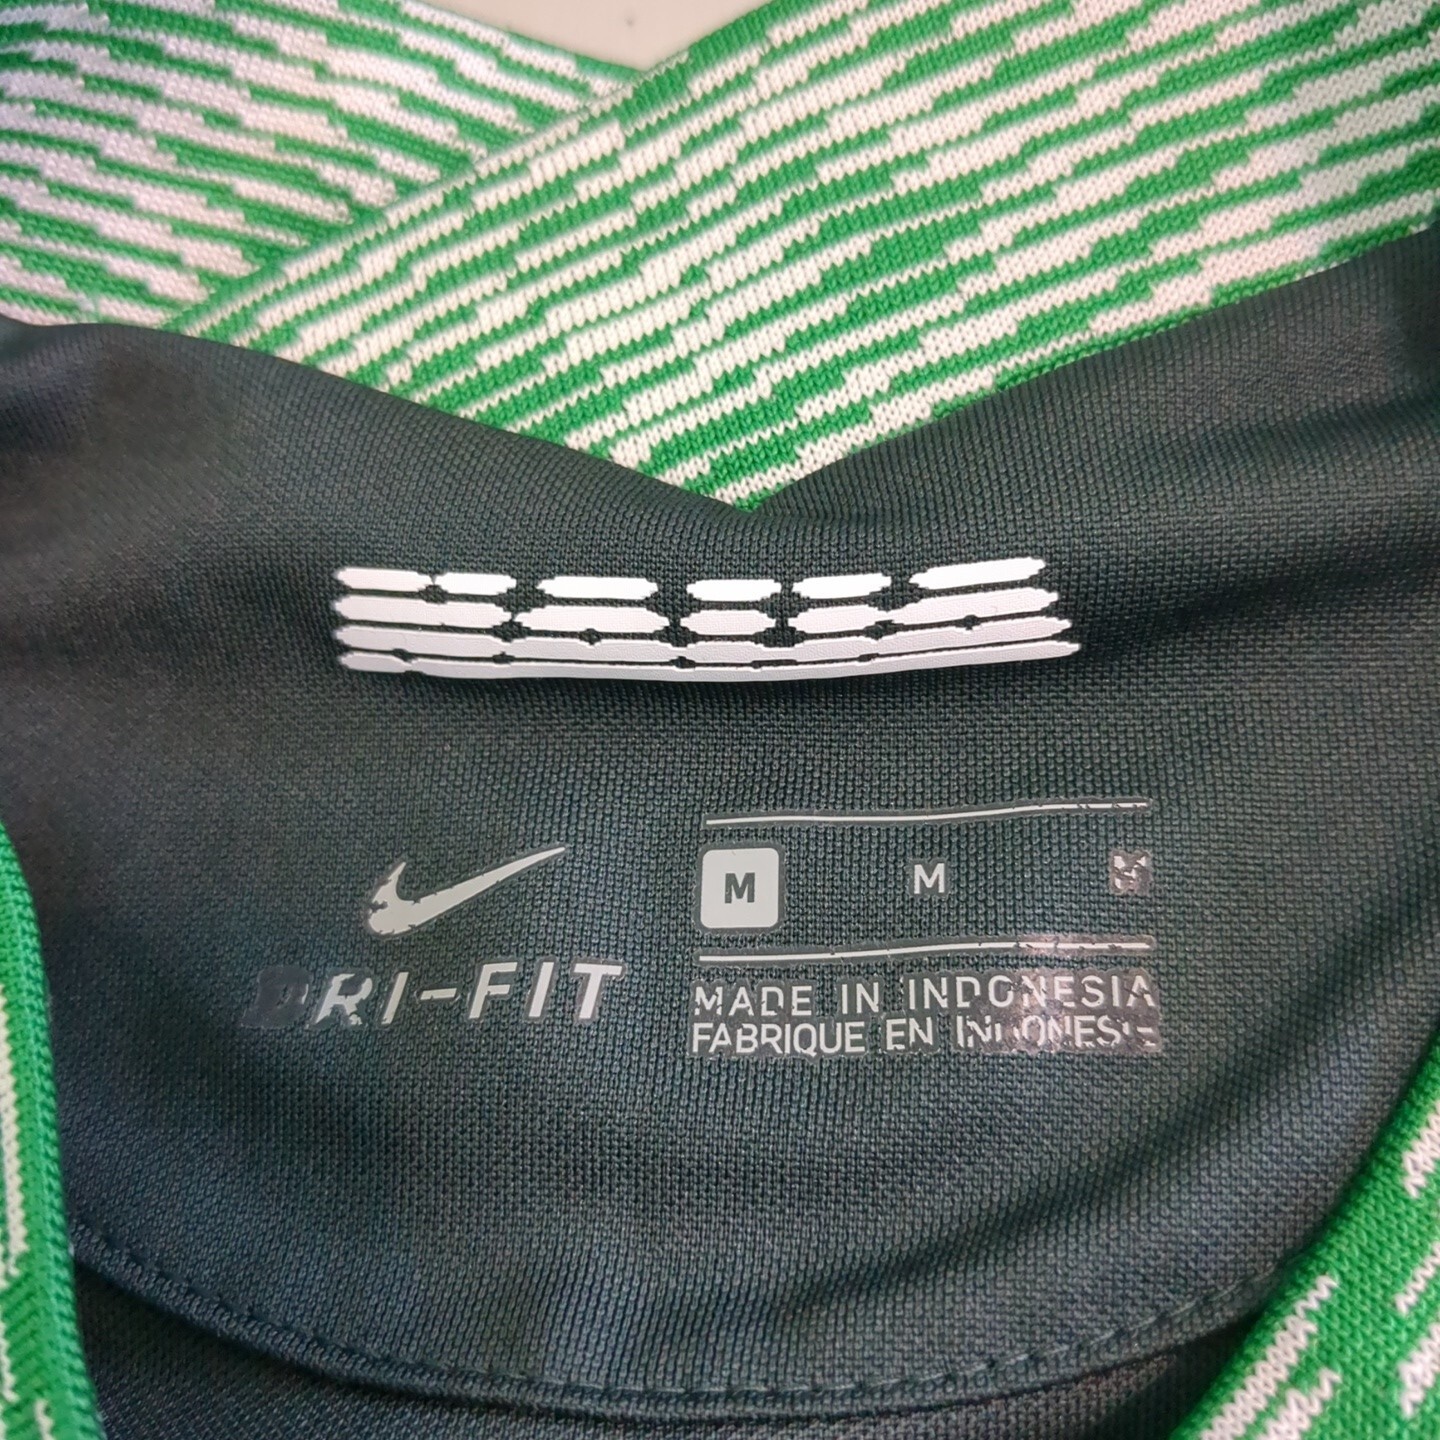 M M M
DRI-FIT
MADE IN INDONESIA
FABRIQUE EN INDONESIE